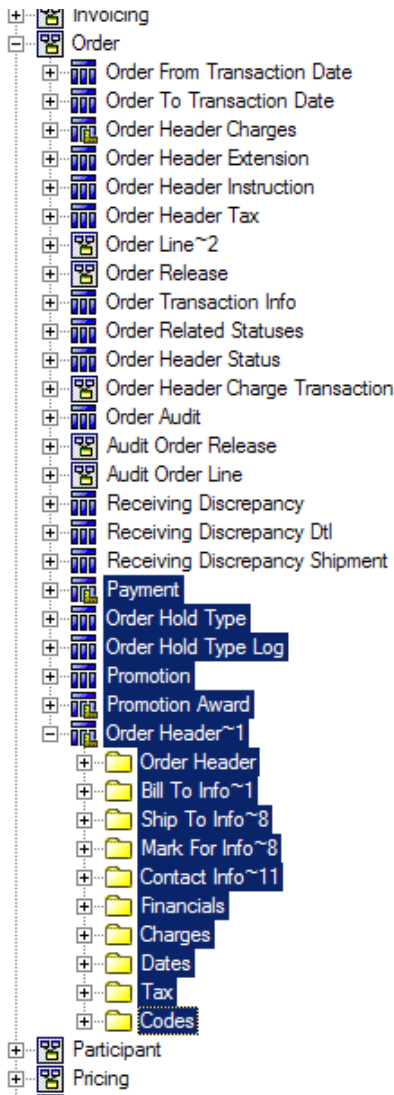 Invoicing
Order
Order From Transaction Date
Order To Transaction Date
Order Header Charges
Order Header Extension
Order Header Instruction
Order Header Tax
Order Line~2
Order Release
Order Transaction Info
Order Related Statuses
Order Header Status
Order Header Charge Transaction
Order Audit
Audit Order Release
Audit Order Line
Receiving Discrepancy
Receiving Discrepancy Dtl
Receiving Discrepancy Shipment
Payment
Order Hold Type
Order Hold Type Log
Promotion
Promotion Award
Order Header~1
Order Header
Bill To Info~1
Ship To Info~8
Mark For Info~8
Contact Info~11
Financials
Charges
Dates
Tax
Codes
Participant
Pricing